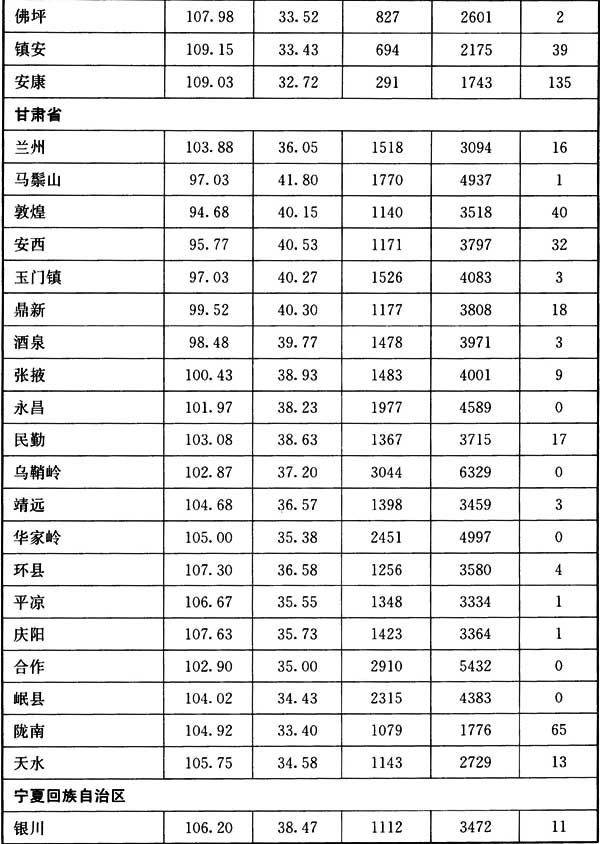 佛坪 107.98 33.52 827 2601 2
镇安 109.15 33.43 694 2175 39
安康 109.03 32.72 291 1743 135
甘肃省
兰州 103.88 36.05 1518 3094 16
马鬃山 97.03 41.80 1770 4937 1
敦煌 94.68 40.15 1140 3518 40
安西 95.77 40.53 1171 3797 32
玉门镇 97.03 40.27 1526 4083 3
鼎新 99.52 40.30 1177 3808 18
酒泉 98.48 39.77 1478 3971 3
张掖 100.43 38.93 1483 4001 9
永昌 101.97 38.23 1977 4589 0
民勤 103.08 38.63 1367 3715 17
乌鞘岭 102.87 37.20 3044 6329 0
靖远 104.68 36.57 1398 3459 3
华家岭 105.00 35.38 2451 4997 0
环县 107.30 36.58 1256 3580 4
平凉 106.67 35.55 1348 3334 1
庆阳 107.63 35.73 1423 3364 1
合作 102.90 35.00 2910 5432 0
岷县 104.02 34.43 2315 4383 0
陇南 104.92 33.40 1079 1776 65
天水 105.75 34.58 1143 2729 13
宁夏回族自治区
银川 106.20 38.47 1112 3472 11